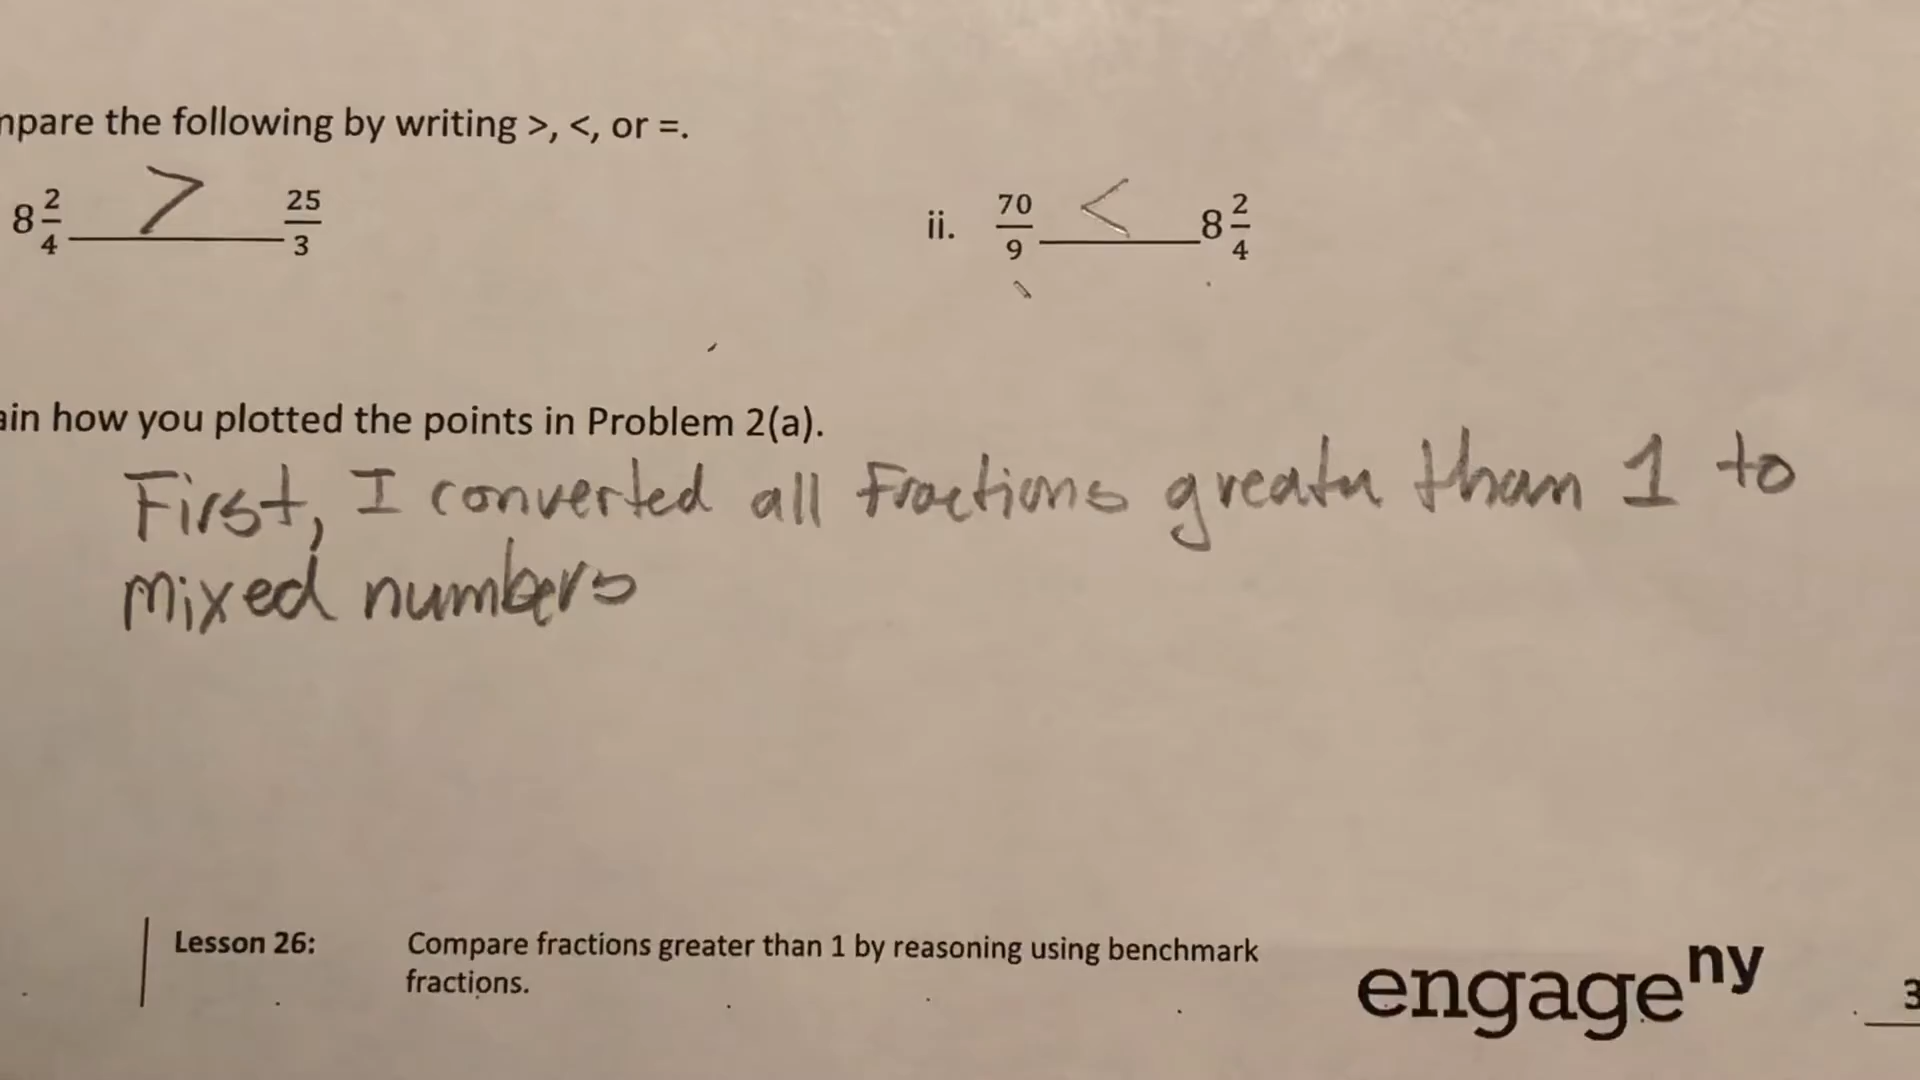 mpare the following by writing >, <, or =.
8 2/4 > 25/3
ii. 70/9 < 8 2/4
ain how you plotted the points in Problem 2(a).
First, I converted all fractions greater than 1 to
mixed numbers
Lesson 26: Compare fractions greater than 1 by reasoning using benchmark
fractions.
engage ny
3